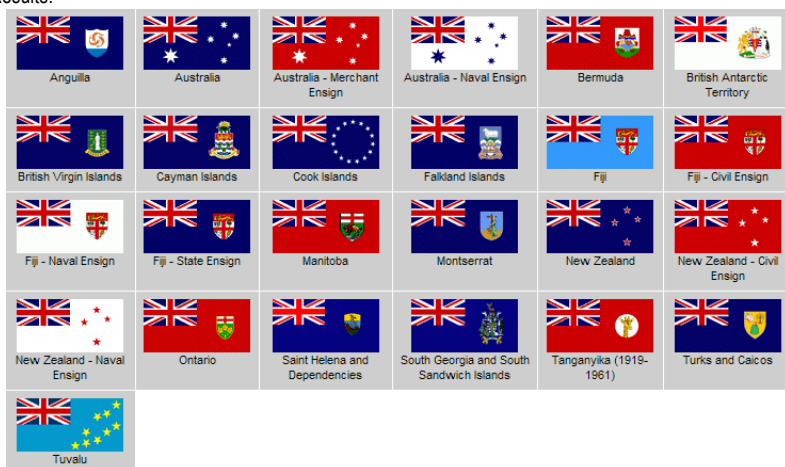 Anguilla
Australia
Australia - Merchant
Ensign
Australia - Naval Ensign
Bermuda
British Antarctic
Territory
British Virgin Islands
Cayman Islands
Cook Islands
Falkland Islands
Fiji
Fiji - Civil Ensign
Fiji - Naval Ensign
Fiji - State Ensign
Manitoba
Montserrat
New Zealand
New Zealand - Civil
Ensign
New Zealand - Naval
Ensign
Ontario
Saint Helena and
Dependencies
South Georgia and South
Sandwich Islands
Tanganyika (1919-
1961)
Turks and Caicos
Tuvalu